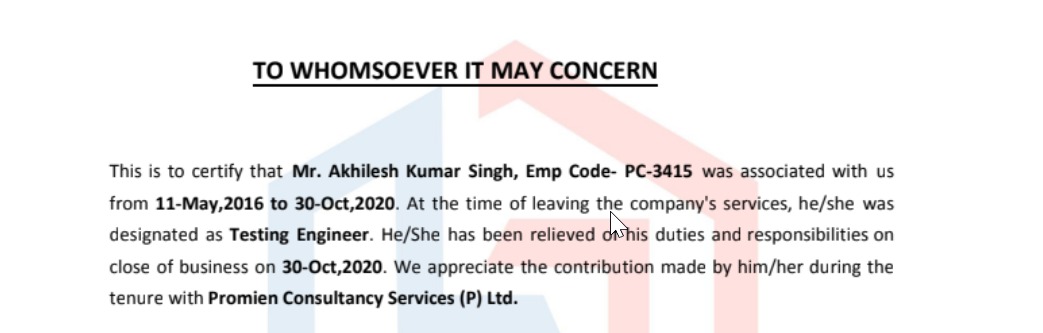 TO WHOMSOEVER IT MAY CONCERN
This is to certify that Mr. Akhilesh Kumar Singh, Emp Code- PC-3415 was associated with us
from 11-May,2016 to 30-Oct,2020. At the time of leaving the company's services, he/she was
designated as Testing Engineer. He/She has been relieved of his duties and responsibilities on
close of business on 30-Oct,2020. We appreciate the contribution made by him/her during the
tenure with Promien Consultancy Services (P) Ltd.